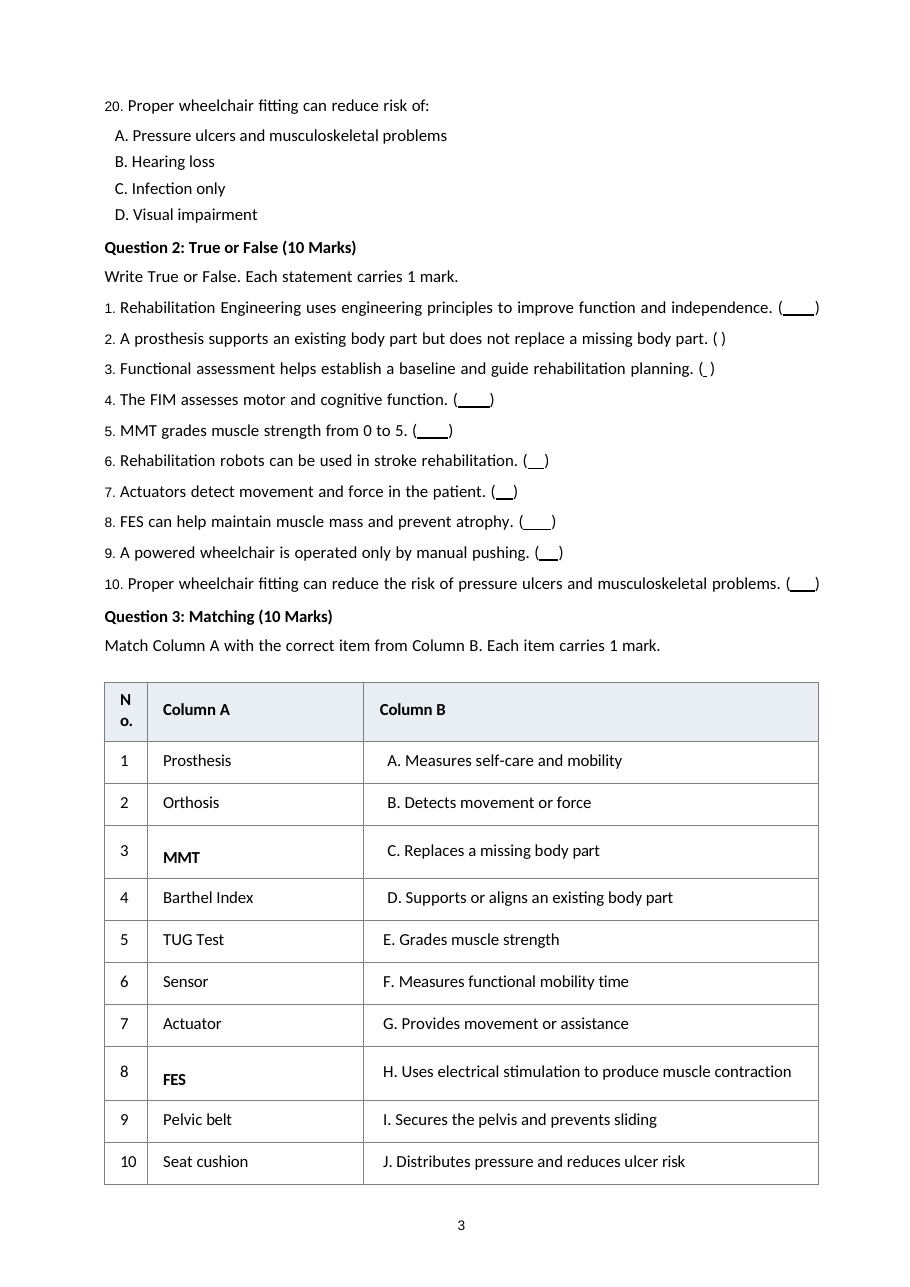 20. Proper wheelchair fitting can reduce risk of:
A. Pressure ulcers and musculoskeletal problems
B. Hearing loss
C. Infection only
D. Visual impairment
Question 2: True or False (10 Marks)
Write True or False. Each statement carries 1 mark.
1. Rehabilitation Engineering uses engineering principles to improve function and independence. (____)
2. A prosthesis supports an existing body part but does not replace a missing body part. ( )
3. Functional assessment helps establish a baseline and guide rehabilitation planning. (_ )
4. The FIM assesses motor and cognitive function. (____)
5. MMT grades muscle strength from 0 to 5. (____)
6. Rehabilitation robots can be used in stroke rehabilitation. (__)
7. Actuators detect movement and force in the patient. (__)
8. FES can help maintain muscle mass and prevent atrophy. (___)
9. A powered wheelchair is operated only by manual pushing. (__)
10. Proper wheelchair fitting can reduce the risk of pressure ulcers and musculoskeletal problems. (___)
Question 3: Matching (10 Marks)
Match Column A with the correct item from Column B. Each item carries 1 mark.
N
o. Column A Column B
1 Prosthesis A. Measures self-care and mobility
2 Orthosis B. Detects movement or force
3 MMT C. Replaces a missing body part
4 Barthel Index D. Supports or aligns an existing body part
5 TUG Test E. Grades muscle strength
6 Sensor F. Measures functional mobility time
7 Actuator G. Provides movement or assistance
8 FES H. Uses electrical stimulation to produce muscle contraction
9 Pelvic belt I. Secures the pelvis and prevents sliding
10 Seat cushion J. Distributes pressure and reduces ulcer risk
3